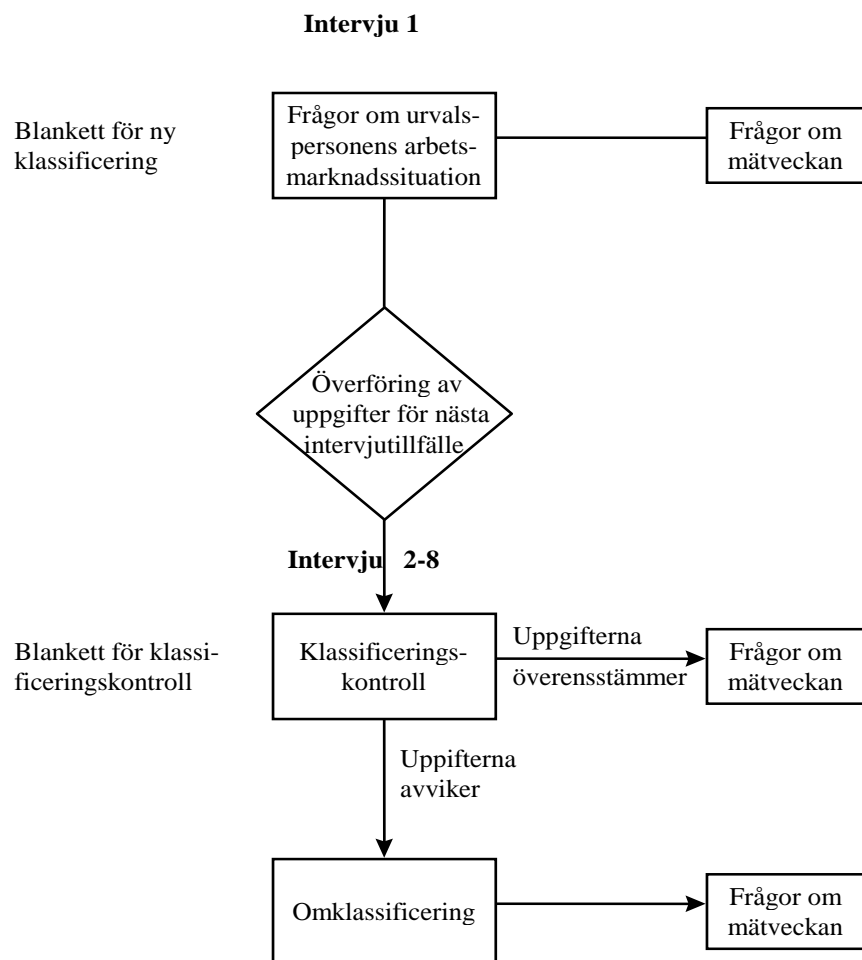 Intervju 1
Blankett för ny
klassificering
Frågor om urvals-
personens arbets-
marknadssituation
Frågor om
mätveckan
Överföring av
uppgifter för nästa
intervjutillfälle
Intervju 2-8
Blankett för klassi-
ficeringskontroll
Klassificerings-
kontroll
Uppgifterna
överensstämmer
Frågor om
mätveckan
Uppifterna
avviker
Omklassificering
Frågor om
mätveckan